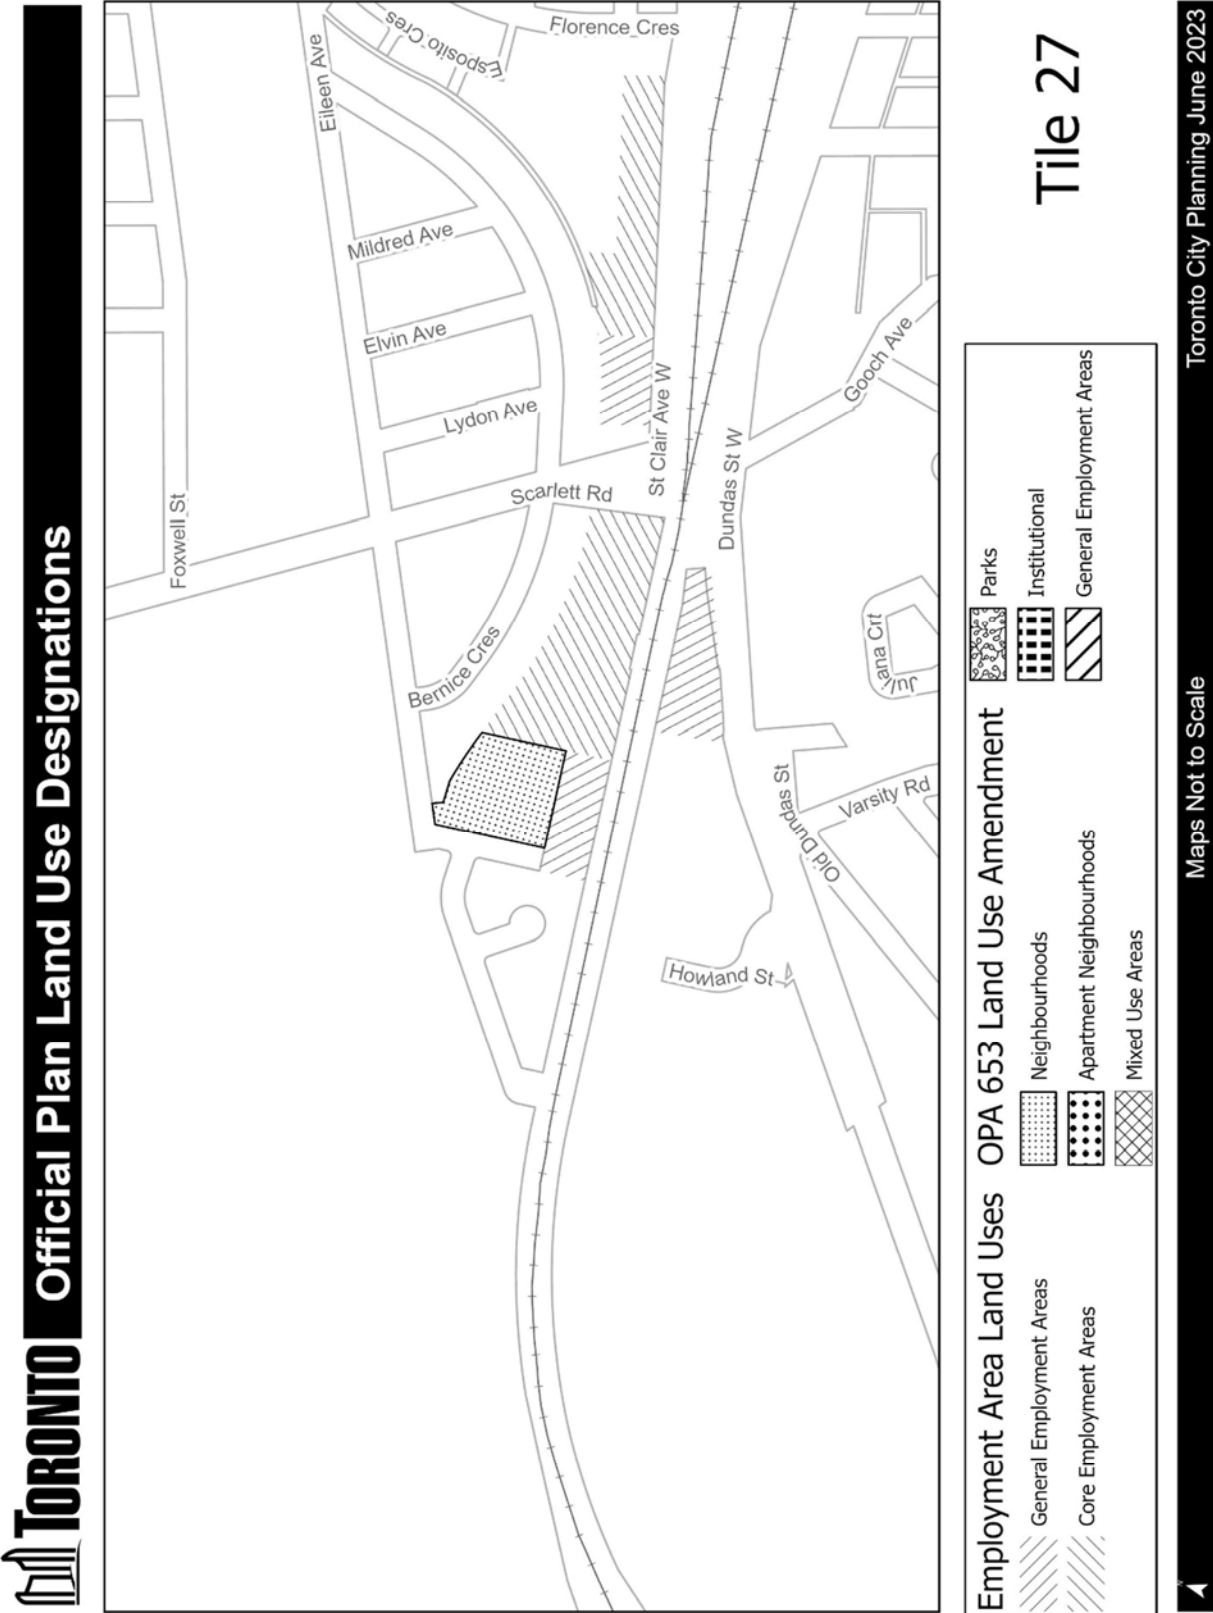 TORONTO
Official Plan Land Use Designations
Foxwell St
Eileen Ave
Esposito Cres
Florence Cres
Mildred Ave
Elvin Ave
Lydon Ave
Scarlett Rd
St Clair Ave W
Bernice Cres
Dundas St W
Gooch Ave
Juliana Crt
Old Dundas St
Varsity Rd
Howland St
Employment Area Land Uses
General Employment Areas
Core Employment Areas
OPA 653 Land Use Amendment
Neighbourhoods
Apartment Neighbourhoods
Mixed Use Areas
Parks
Institutional
General Employment Areas
Tile 27
N
Maps Not to Scale
Toronto City Planning June 2023